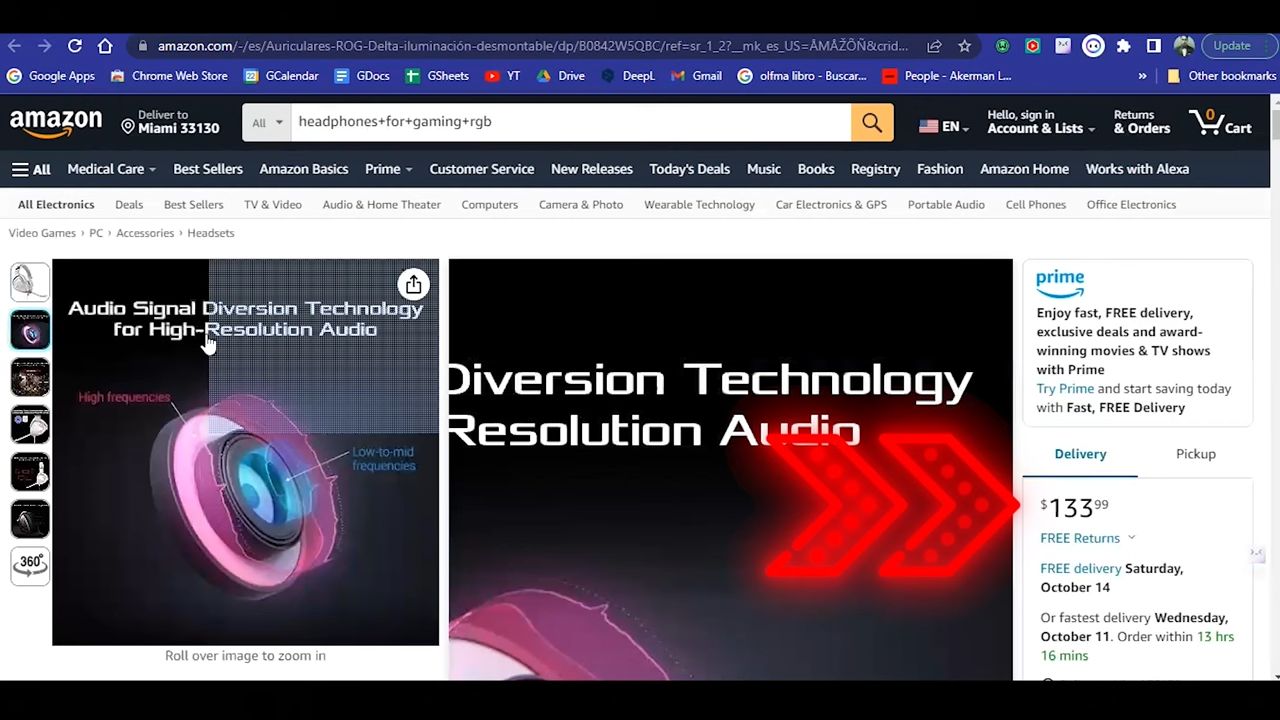 amazon.com/-/es/Auriculares-ROG-Delta-iluminación-desmontable/dp/B0842W5QBC/ref=sr_1_2?__mk_es_US=ÅMÅŽÕÑ&crid...
Update
Google Apps
Chrome Web Store
GCalendar
GDocs
GSheets
YT
Drive
DeepL
Gmail
olfma libro - Buscar...
People - Akerman L...
»
Other bookmarks
amazon
Deliver to
Miami 33130
All
headphones+for+gaming+rgb
EN
Hello, sign in
Account & Lists
Returns
& Orders
0
Cart
All
Medical Care
Best Sellers
Amazon Basics
Prime
Customer Service
New Releases
Today's Deals
Music
Books
Registry
Fashion
Amazon Home
Works with Alexa
All Electronics
Deals
Best Sellers
TV & Video
Audio & Home Theater
Computers
Camera & Photo
Wearable Technology
Car Electronics & GPS
Portable Audio
Cell Phones
Office Electronics
Video Games › PC › Accessories › Headsets
Audio Signal Diversion Technology
for High-Resolution Audio
High frequencies
Low-to-mid
frequencies
360°
Roll over image to zoom in
Diversion Technology
Resolution Audio
prime
Enjoy fast, FREE delivery,
exclusive deals and award-
winning movies & TV shows
with Prime
Try Prime and start saving today
with Fast, FREE Delivery
Delivery
Pickup
$13399
FREE Returns
FREE delivery Saturday,
October 14
Or fastest delivery Wednesday,
October 11. Order within 13 hrs
16 mins